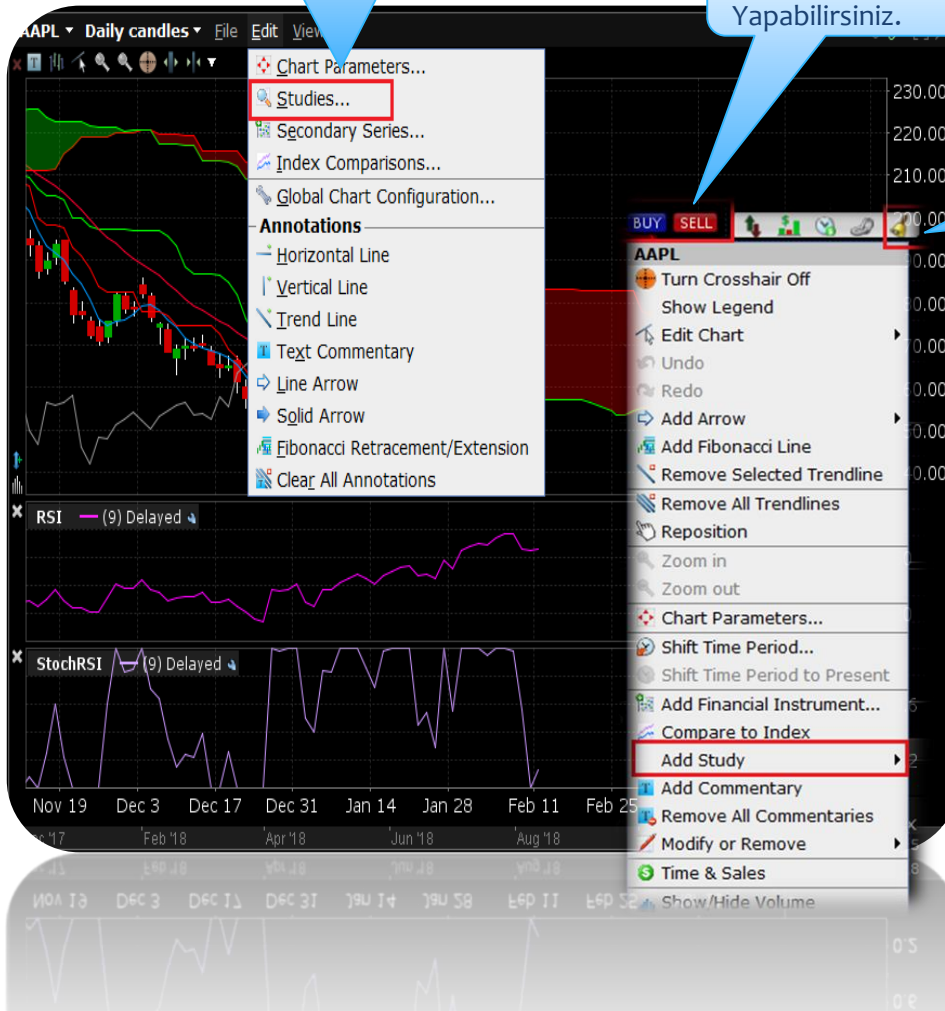 Yapabilirsiniz.
AAPL Daily candles File Edit View
Chart Parameters...
Studies...
Secondary Series...
Index Comparisons...
Global Chart Configuration...
Annotations
Horizontal Line
Vertical Line
Trend Line
Text Commentary
Line Arrow
Solid Arrow
Fibonacci Retracement/Extension
Clear All Annotations
230.00
220.00
210.00
BUY SELL
AAPL
Turn Crosshair Off
Show Legend
Edit Chart
Undo
Redo
Add Arrow
Add Fibonacci Line
Remove Selected Trendline
Remove All Trendlines
Reposition
Zoom in
Zoom out
Chart Parameters...
Shift Time Period...
Shift Time Period to Present
Add Financial Instrument...
Compare to Index
Add Study
Add Commentary
Remove All Commentaries
Modify or Remove
Time & Sales
Show/Hide Volume
RSI (9) Delayed
StochRSI (9) Delayed
Nov 19 Dec 3 Dec 17 Dec 31 Jan 14 Jan 28 Feb 11 Feb 25
Feb '18 Apr '18 Jun '18 Aug '18